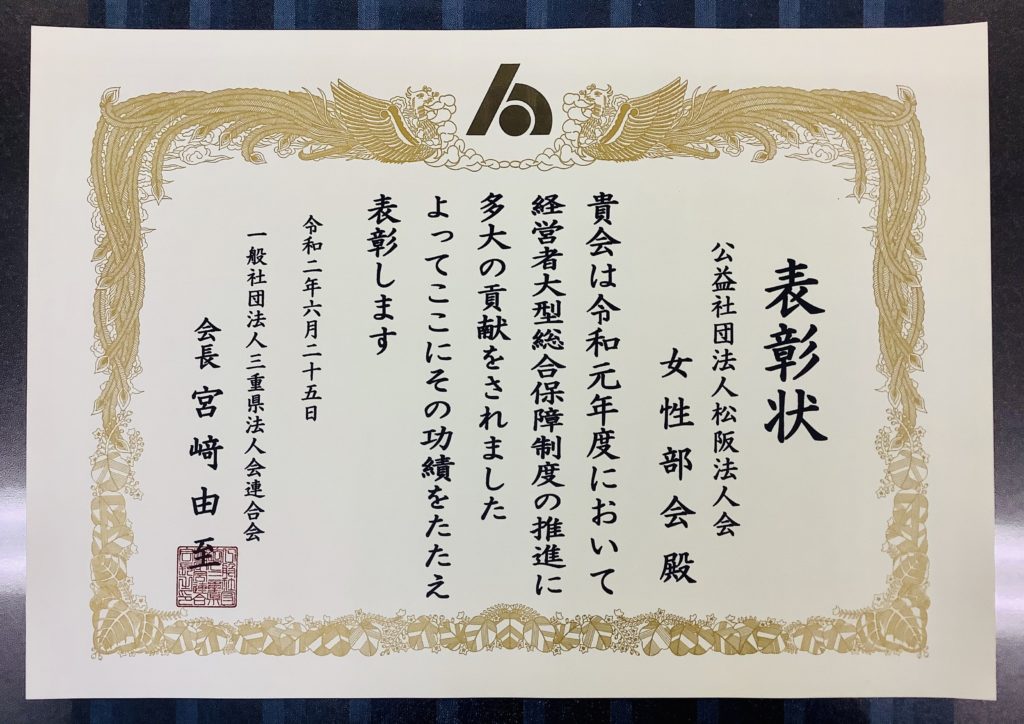 表彰状
公益社団法人松阪法人会
女性部会殿
貴会は令和元年度において
経営者大型総合保障制度の推進に
多大の貢献をされました
よってここにその功績をたたえ
表彰します
令和二年六月二十五日
一般社団法人三重県法人会連合会
会長 宮﨑由至